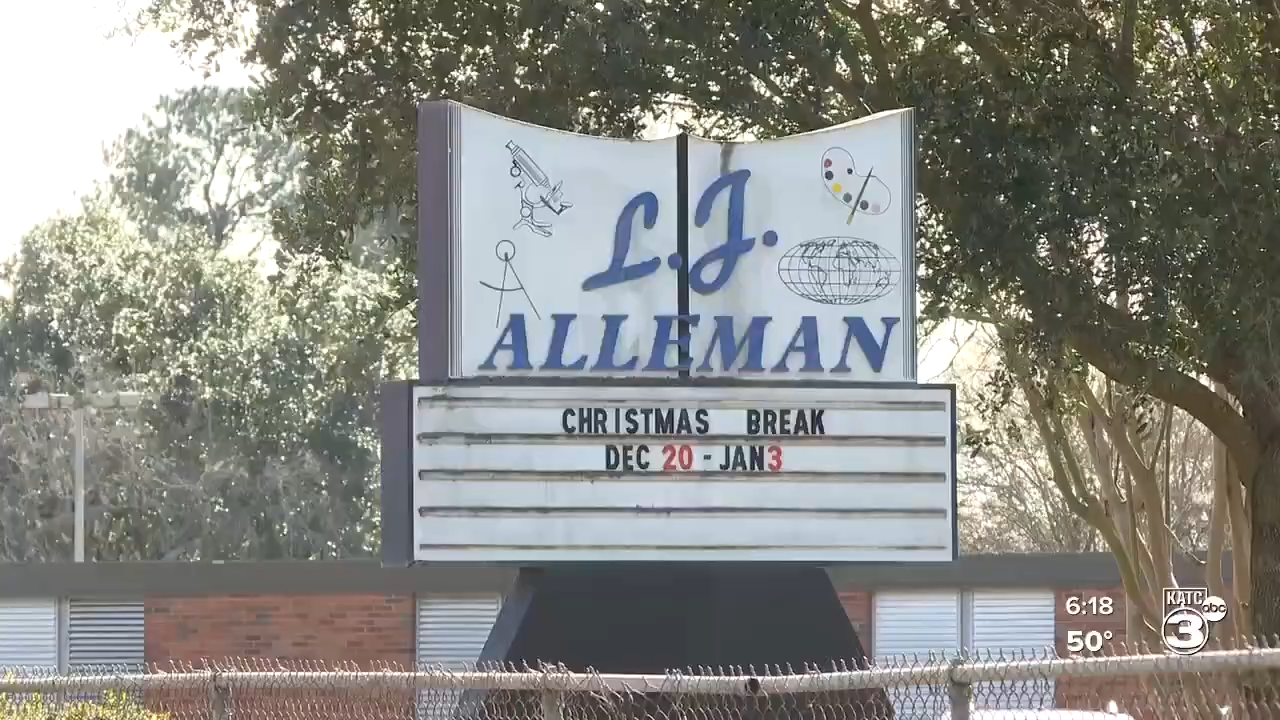 L.J.
ALLEMAN
CHRISTMAS BREAK
DEC 20 - JAN 3
6:18
50°
KATC
abc
3